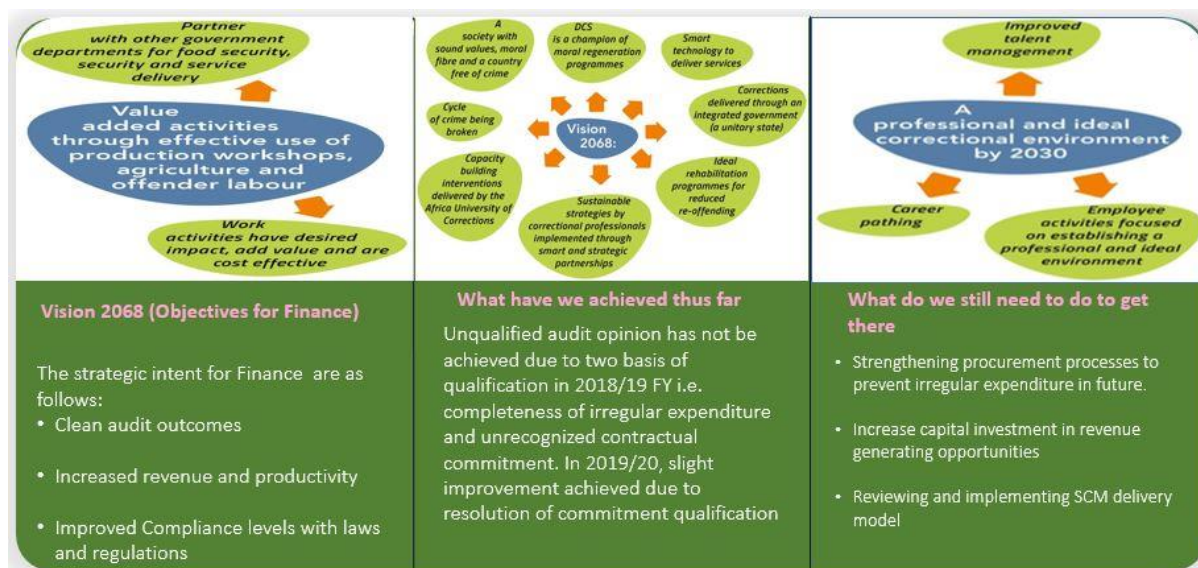 Partner
with other government
departments for food security,
security and service
delivery
Value
added activities
through effective use of
production workshops,
agriculture and
offender labour
Work
activities have desired
impact, add value and are
cost effective
A
society with
sound values, moral
fibre and a country
free of crime
DCS
is a champion of
moral regeneration
programmes
Smart
technology to
deliver services
Cycle
of crime being
broken
Vision
2068:
Corrections
delivered through an
integrated government
(a unitary state)
Capacity
building
interventions
delivered by the
Africa University of
Corrections
Sustainable
strategies by
correctional professionals
implemented through
smart and strategic
partnerships
Ideal
rehabilitation
programmes for
reduced
re-offending
Improved
talent
management
A
professional and ideal
correctional environment
by 2030
Career
pathing
Employee
activities focused
on establishing a
professional and ideal
environment
Vision 2068 (Objectives for Finance)
The strategic intent for Finance are as
follows:
• Clean audit outcomes
• Increased revenue and productivity
• Improved Compliance levels with laws
and regulations
What have we achieved thus far
Unqualified audit opinion has not be
achieved due to two basis of
qualification in 2018/19 FY i.e.
completeness of irregular expenditure
and unrecognized contractual
commitment. In 2019/20, slight
improvement achieved due to
resolution of commitment qualification
What do we still need to do to get
there
• Strengthening procurement processes to
prevent irregular expenditure in future.
• Increase capital investment in revenue
generating opportunities
• Reviewing and implementing SCM delivery
model